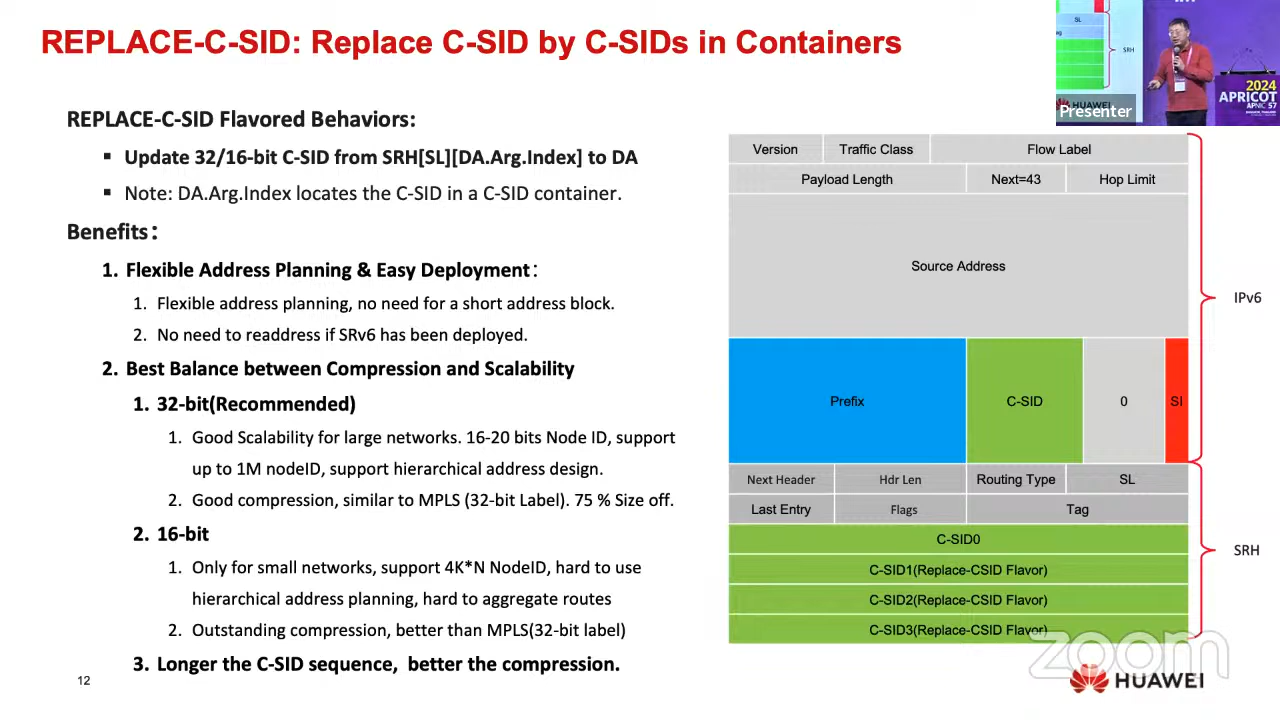 REPLACE-C-SID: Replace C-SID by C-SIDs in Containers
REPLACE-C-SID Flavored Behaviors:
▪ Update 32/16-bit C-SID from SRH[SL][DA.Arg.Index] to DA
▪ Note: DA.Arg.Index locates the C-SID in a C-SID container.
Benefits：
1. Flexible Address Planning & Easy Deployment：
1. Flexible address planning, no need for a short address block.
2. No need to readdress if SRv6 has been deployed.
2. Best Balance between Compression and Scalability
1. 32-bit(Recommended)
1. Good Scalability for large networks. 16-20 bits Node ID, support
up to 1M nodeID, support hierarchical address design.
2. Good compression, similar to MPLS (32-bit Label). 75 % Size off.
2. 16-bit
1. Only for small networks, support 4K*N NodeID, hard to use
hierarchical address planning, hard to aggregate routes
2. Outstanding compression, better than MPLS(32-bit label)
3. Longer the C-SID sequence, better the compression.
12
SL
SRH
HUAWEI
Presenter
2024
APRICOT
APNIC 57
Version Traffic Class Flow Label
Payload Length Next=43 Hop Limit
Source Address
IPv6
Prefix C-SID 0 SI
Next Header Hdr Len Routing Type SL
Last Entry Flags Tag
C-SID0
SRH
C-SID1(Replace-CSID Flavor)
C-SID2(Replace-CSID Flavor)
C-SID3(Replace-CSID Flavor)
zoom
HUAWEI